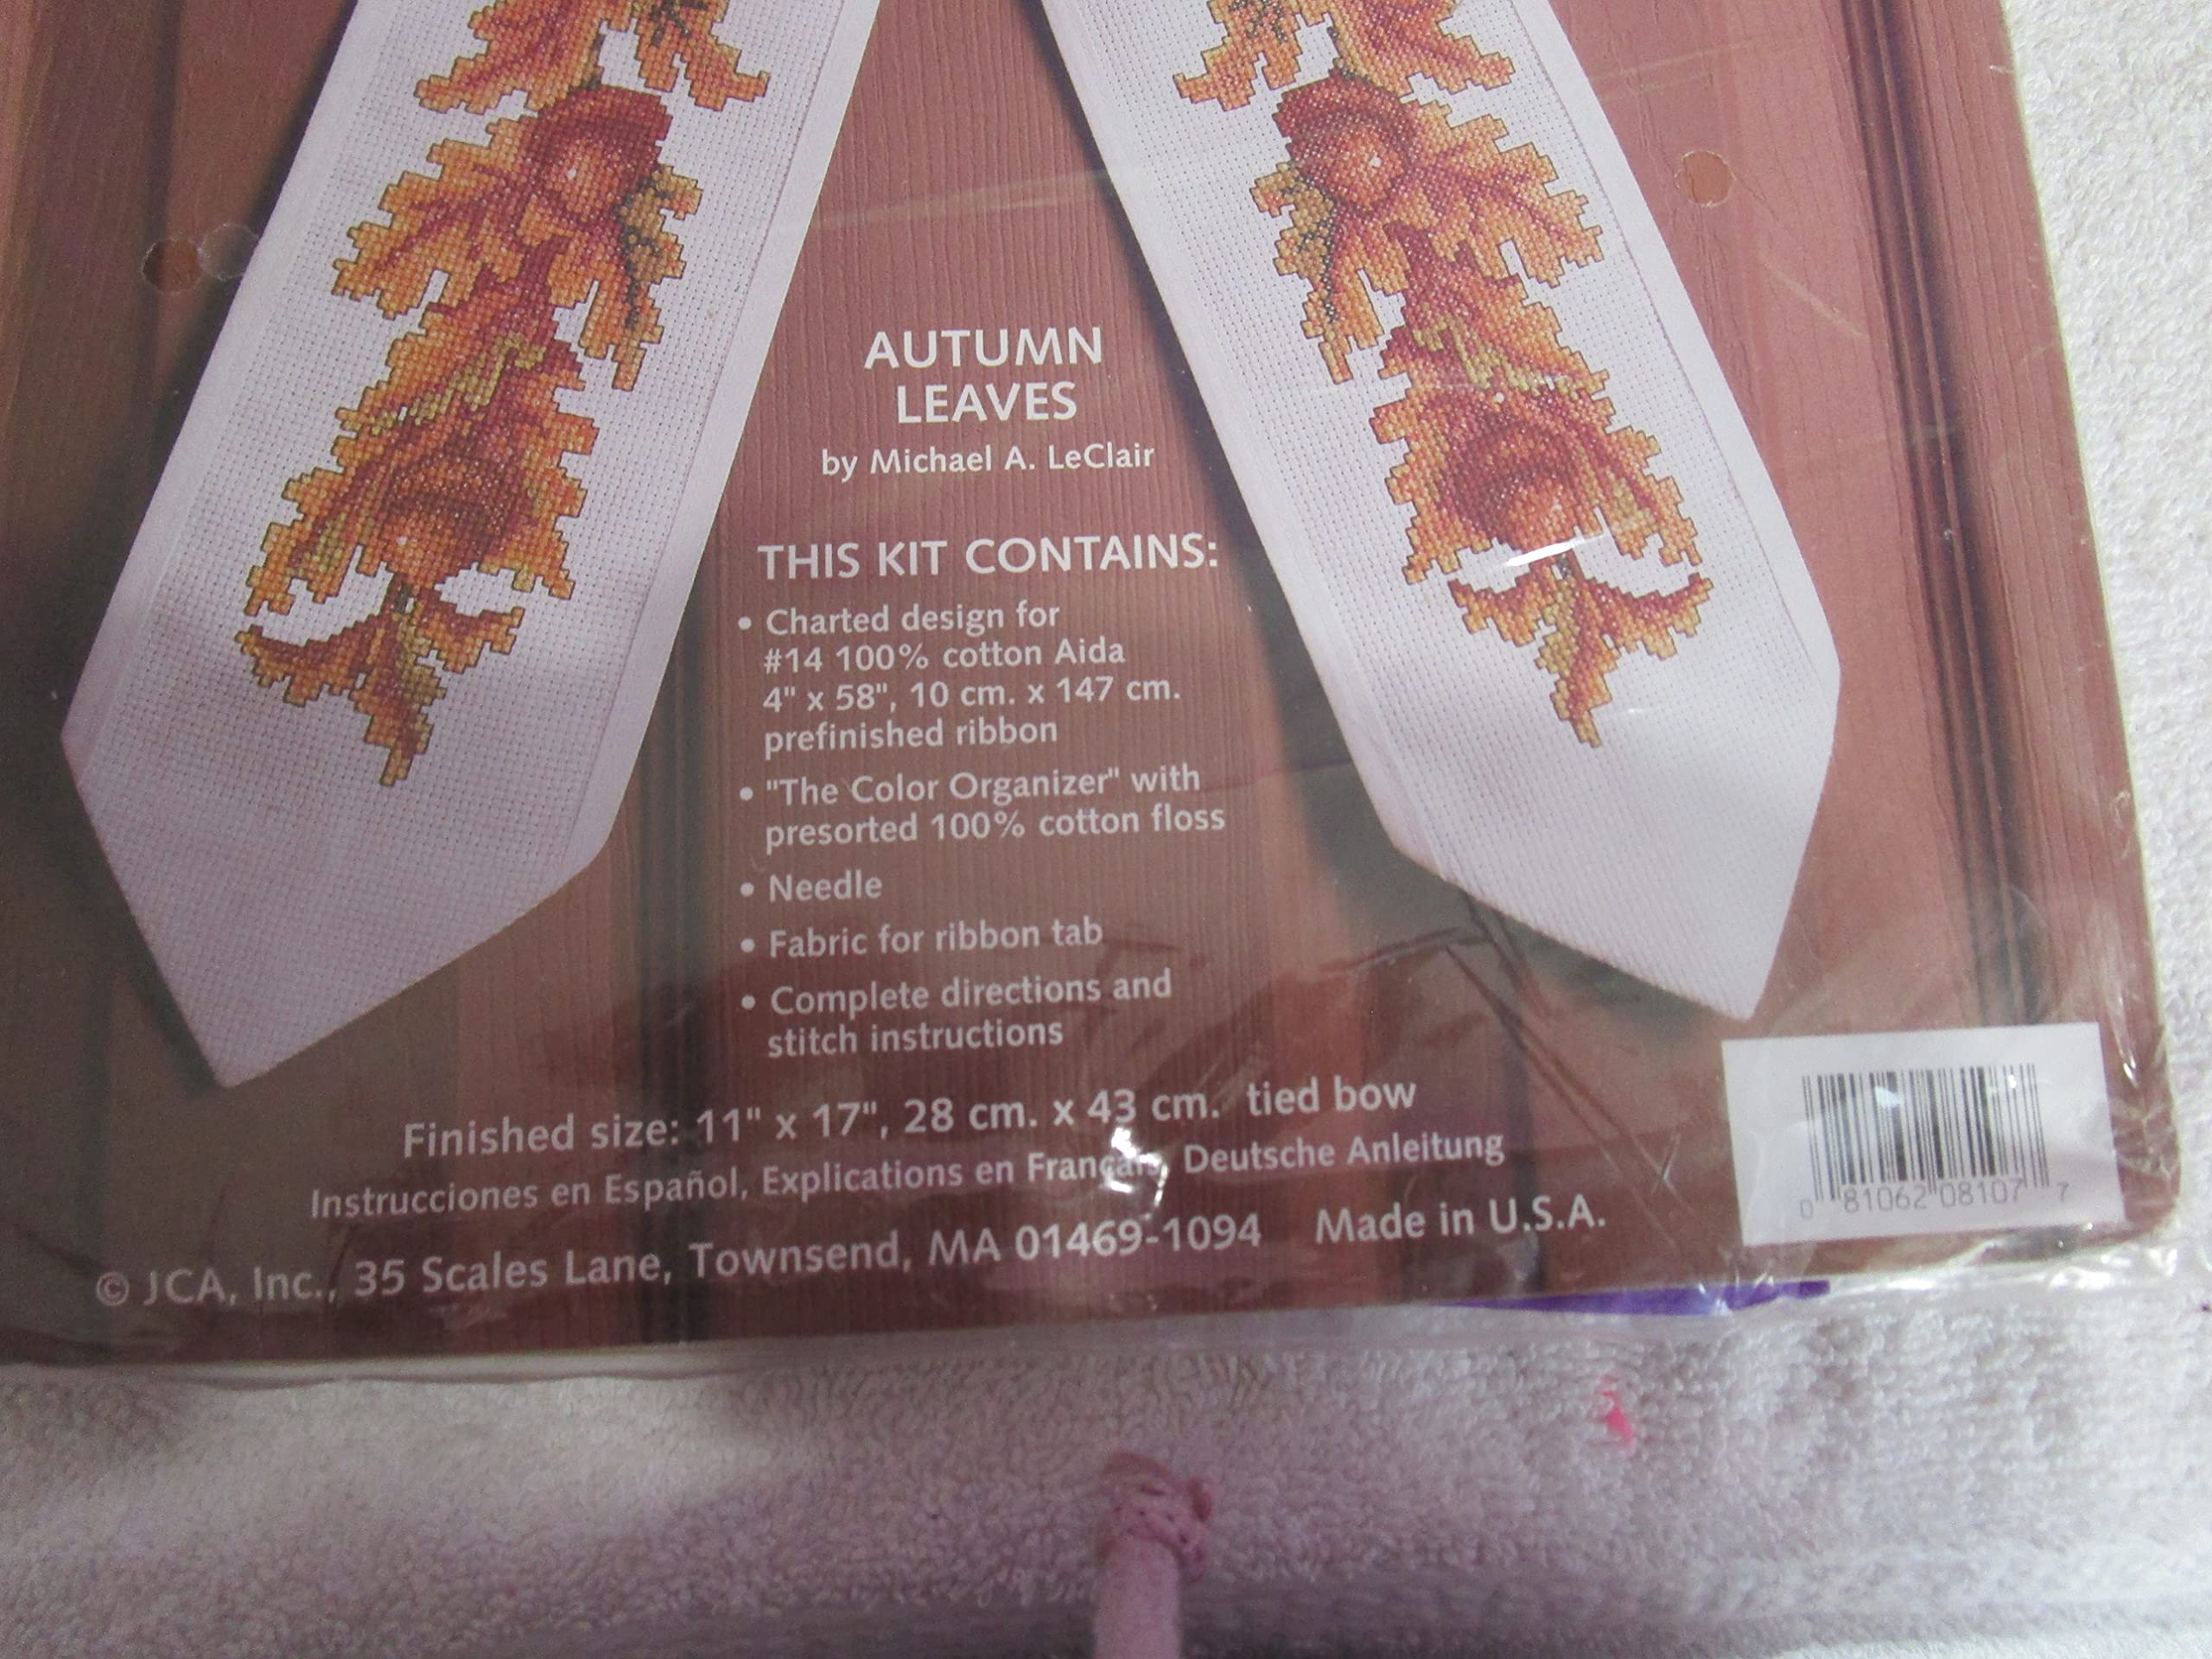 AUTUMN
LEAVES
by Michael A. LeClair
THIS KIT CONTAINS:
• Charted design for
#14 100% cotton Aida
4" x 58", 10 cm. x 147 cm.
prefinished ribbon
• "The Color Organizer" with
presorted 100% cotton floss
• Needle
• Fabric for ribbon tab
• Complete directions and
stitch instructions
Finished size: 11" x 17", 28 cm. x 43 cm. tied bow
Instrucciones en Español, Explications en Français, Deutsche Anleitung
© JCA, Inc., 35 Scales Lane, Townsend, MA 01469-1094 Made in U.S.A.
0 81062 08107 7